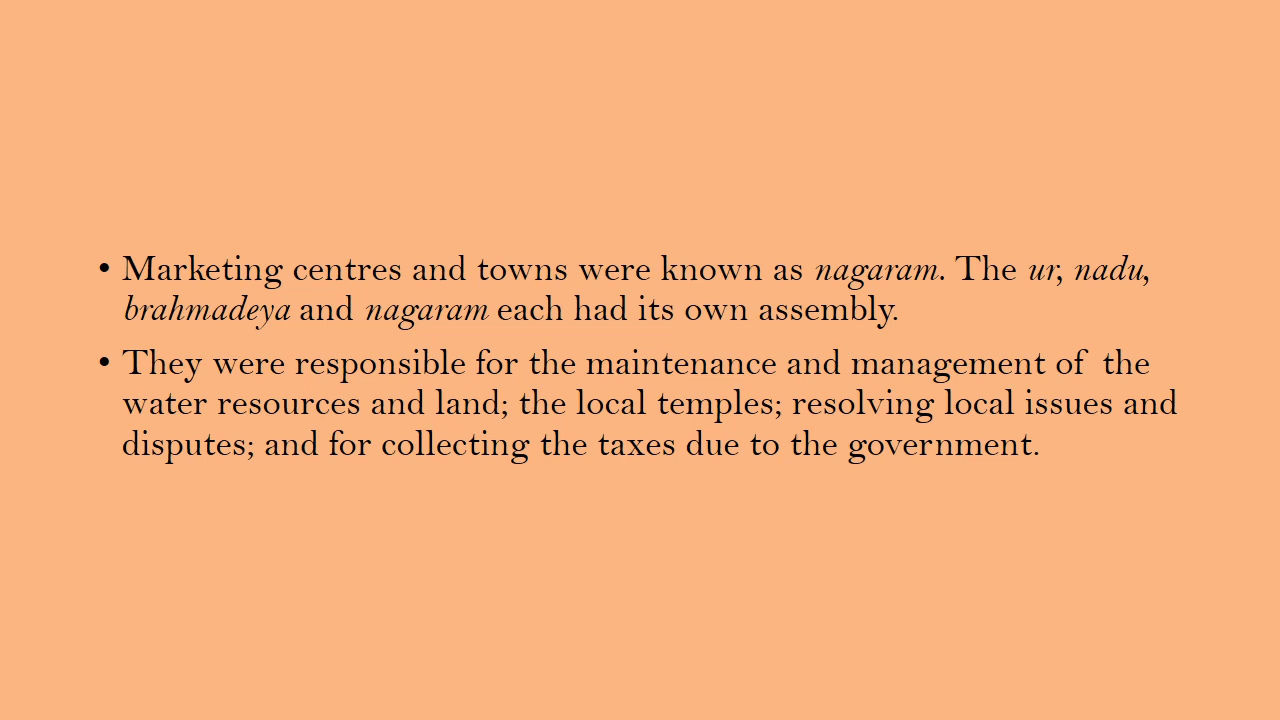 • Marketing centres and towns were known as nagaram. The ur, nadu,
brahmadeya and nagaram each had its own assembly.
• They were responsible for the maintenance and management of  the
water resources and land; the local temples; resolving local issues and
disputes; and for collecting the taxes due to the government.